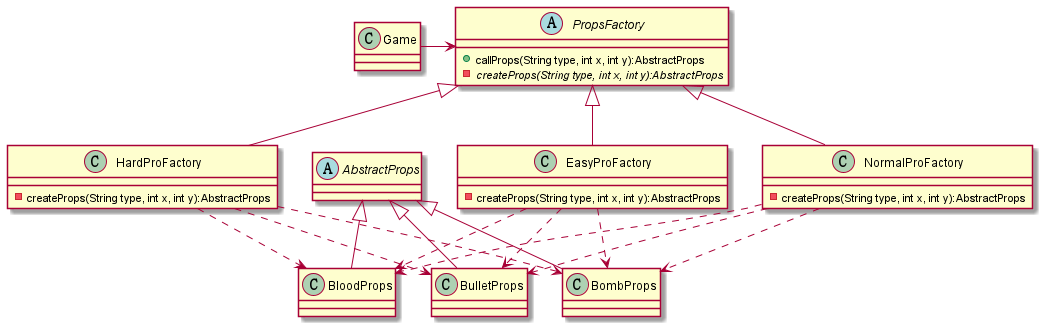 A PropsFactory
C Game
callProps(String type, int x, int y):AbstractProps
createProps(String type, int x, int y):AbstractProps
C HardProFactory
createProps(String type, int x, int y):AbstractProps
A AbstractProps
C EasyProFactory
createProps(String type, int x, int y):AbstractProps
C NormalProFactory
createProps(String type, int x, int y):AbstractProps
C BloodProps
C BulletProps
C BombProps